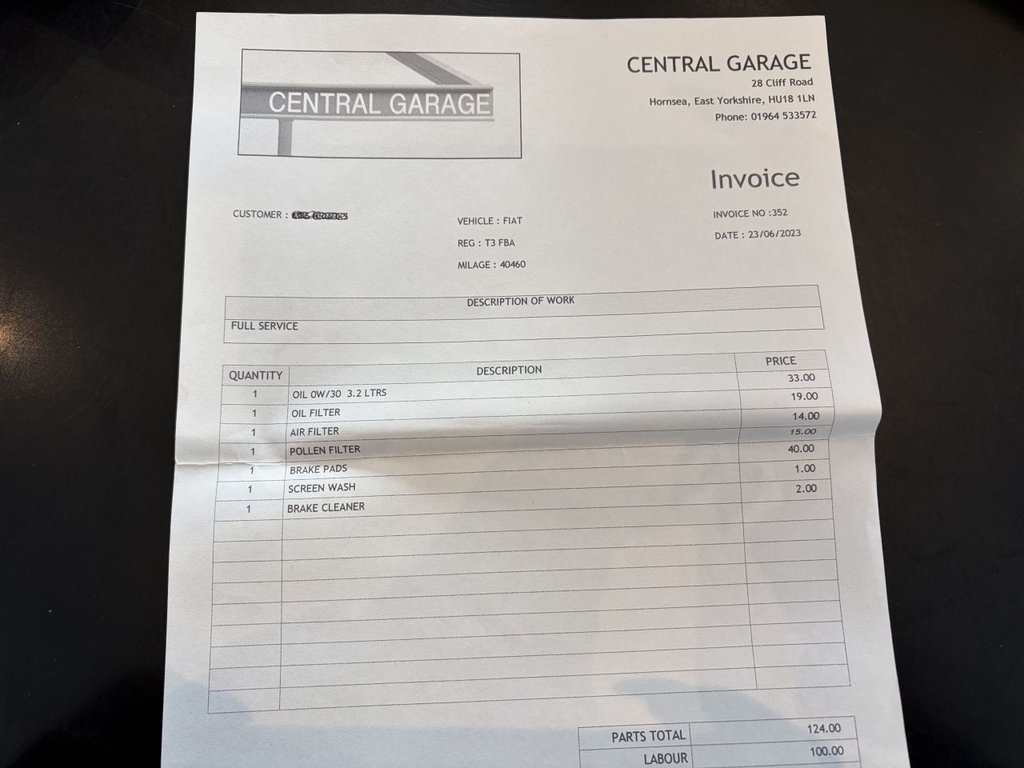 CENTRAL GARAGE
CENTRAL GARAGE
28 Cliff Road
Hornsea, East Yorkshire, HU18 1LN
Phone: 01964 533572
Invoice
CUSTOMER :
VEHICLE : FIAT
REG : T3 FBA
MILAGE : 40460
INVOICE NO :352
DATE : 23/06/2023
DESCRIPTION OF WORK
FULL SERVICE
QUANTITY DESCRIPTION PRICE
1 OIL 0W/30 3.2 LTRS 33.00
1 OIL FILTER 19.00
1 AIR FILTER 14.00
1 POLLEN FILTER 15.00
1 BRAKE PADS 40.00
1 SCREEN WASH 1.00
1 BRAKE CLEANER 2.00
PARTS TOTAL 124.00
LABOUR 100.00